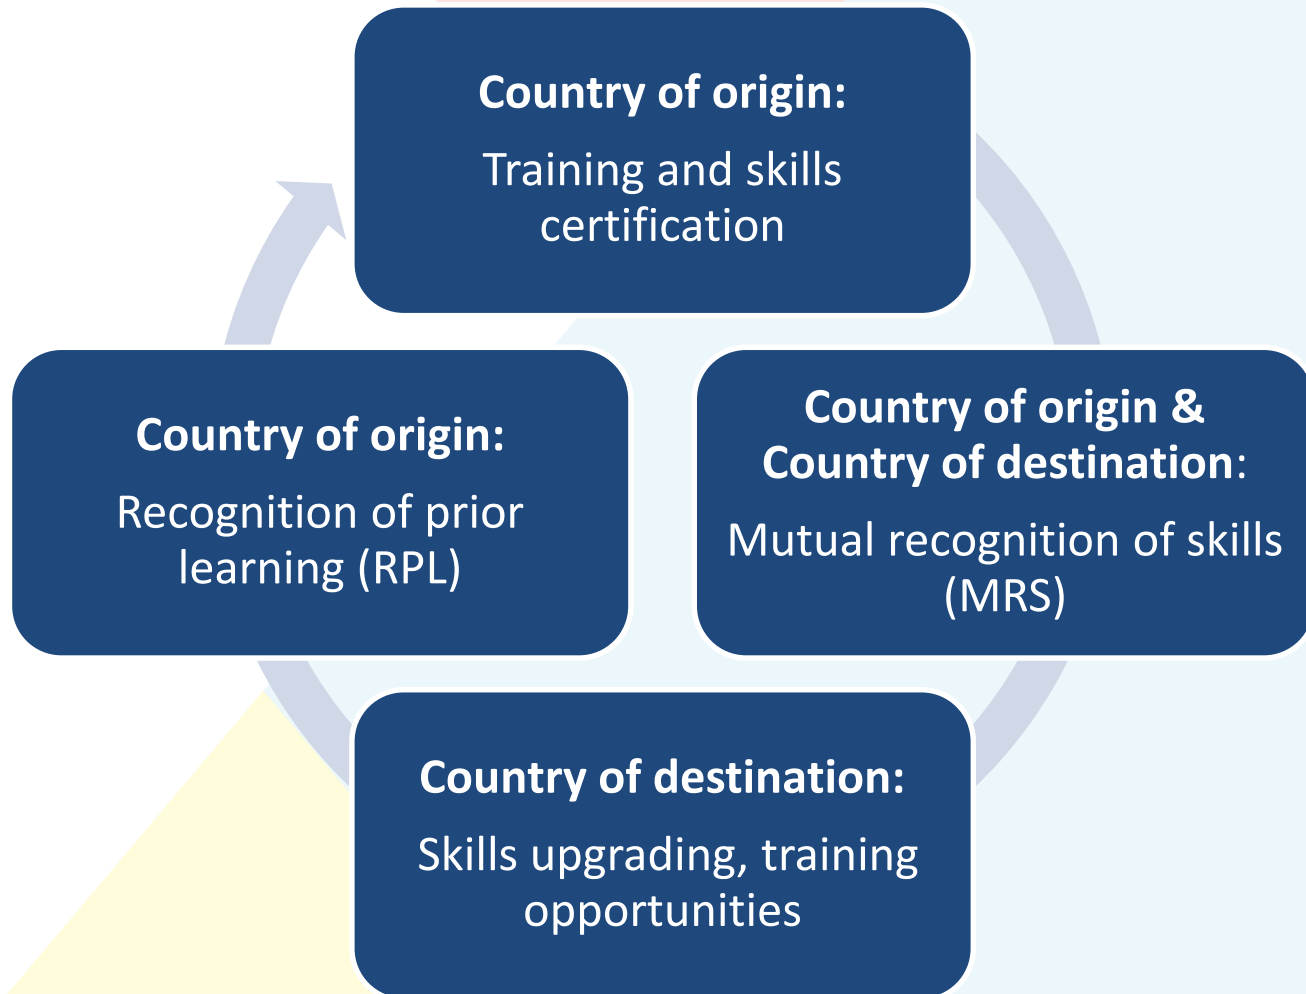 Country of origin:
Training and skills
certification
Country of origin &
Country of destination:
Mutual recognition of skills
(MRS)
Country of destination:
Skills upgrading, training
opportunities
Country of origin:
Recognition of prior
learning (RPL)